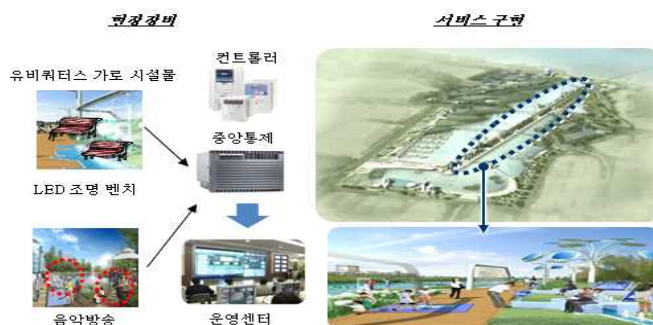 현장장비
서비스 구현
컨트롤러
유비쿼터스 가로 시설물
중앙통제
LED 조명 벤치
음악방송
운영센터